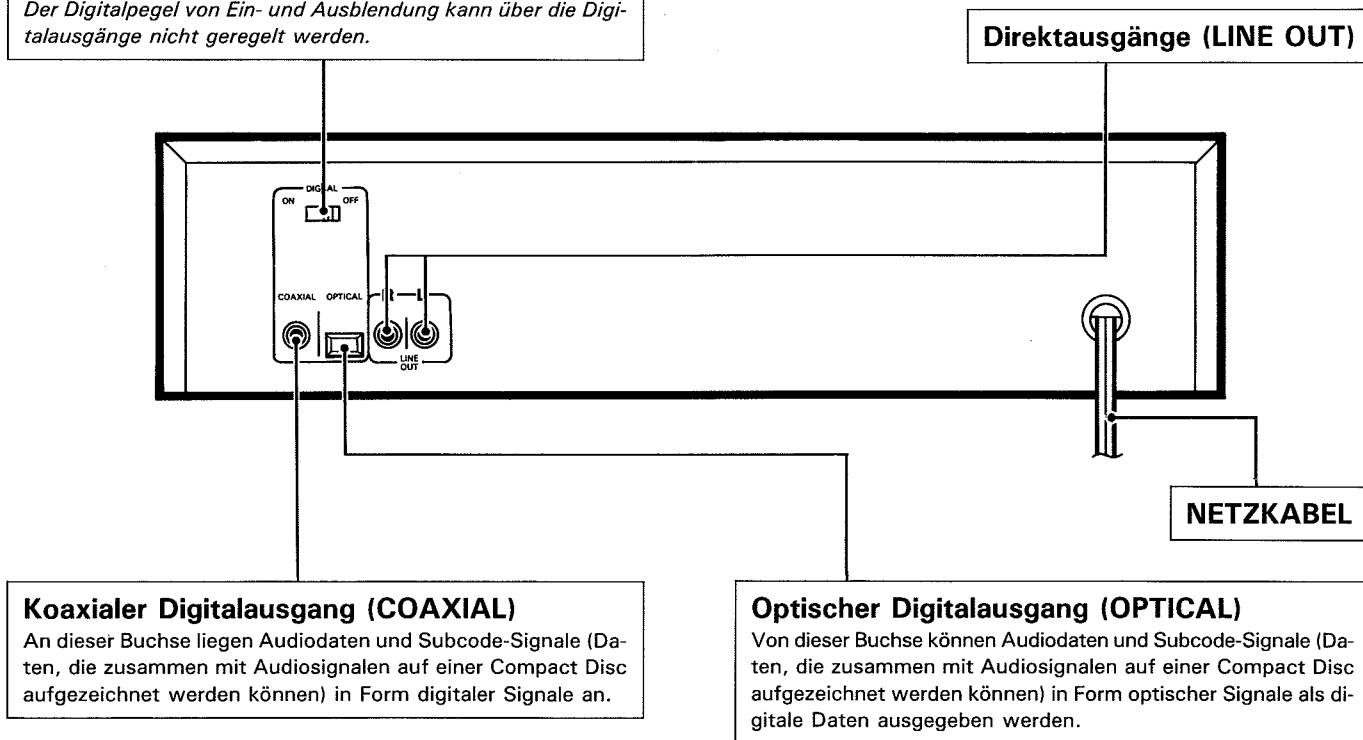 Der Digitalpegel von Ein- und Ausblendung kann über die Digi-
talausgänge nicht geregelt werden.
Direktausgänge (LINE OUT)
DIGITAL
ON OFF
COAXIAL OPTICAL
R L
LINE
OUT
NETZKABEL
Koaxialer Digitalausgang (COAXIAL)
An dieser Buchse liegen Audiodaten und Subcode-Signale (Da-
ten, die zusammen mit Audiosignalen auf einer Compact Disc
aufgezeichnet werden können) in Form digitaler Signale an.
Optischer Digitalausgang (OPTICAL)
Von dieser Buchse können Audiodaten und Subcode-Signale (Da-
ten, die zusammen mit Audiosignalen auf einer Compact Disc
aufgezeichnet werden können) in Form optischer Signale als di-
gitale Daten ausgegeben werden.